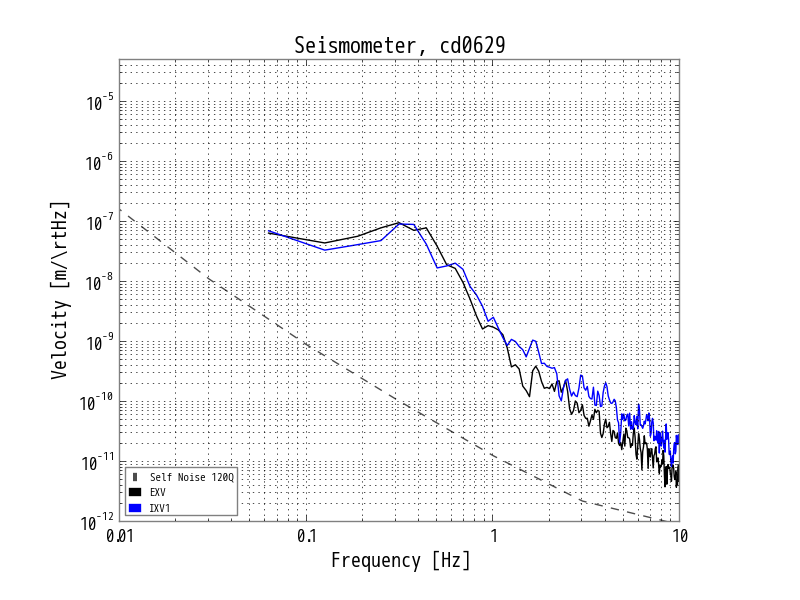 Seismometer, cd0629
Velocity [m/\rtHz]
10-5
10-6
10-7
10-8
10-9
10-10
10-11
10-12
Self Noise 120Q
EXV
IXV1
0.01
0.1
1
10
Frequency [Hz]